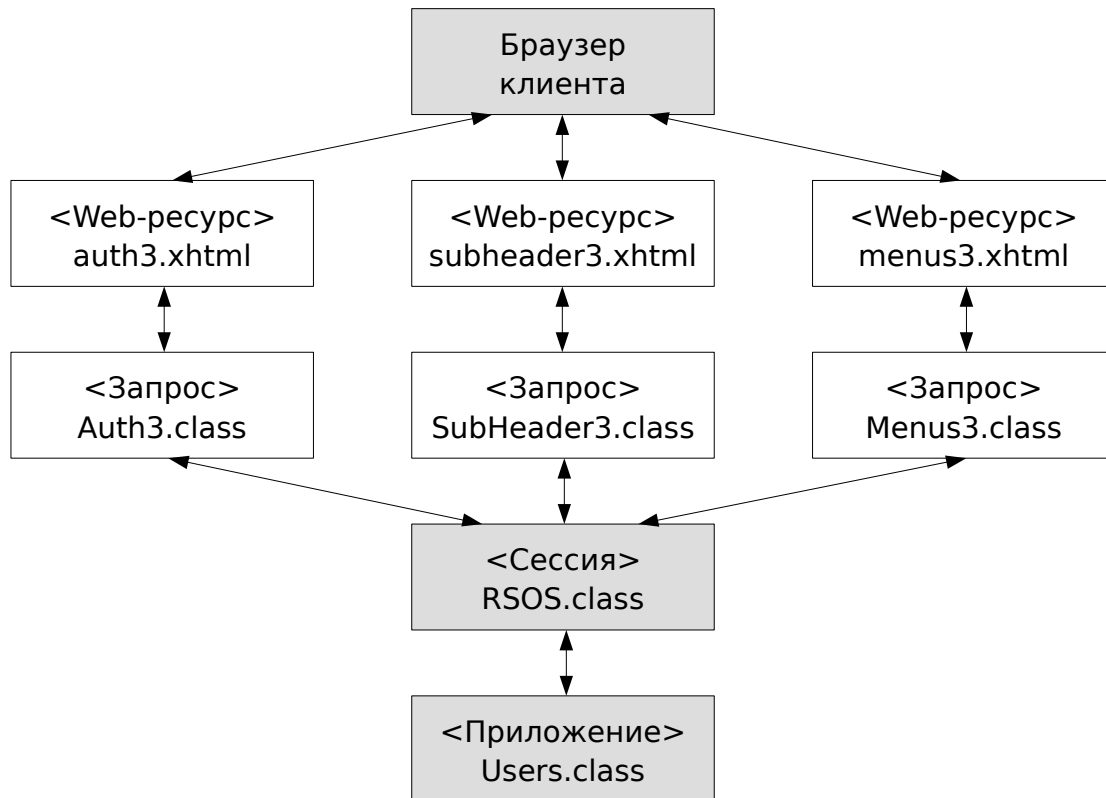 Браузер
клиента
<Web-ресурс>
auth3.xhtml
<Web-ресурс>
subheader3.xhtml
<Web-ресурс>
menus3.xhtml
<Запрос>
Auth3.class
<Запрос>
SubHeader3.class
<Запрос>
Menus3.class
<Сессия>
RSOS.class
<Приложение>
Users.class